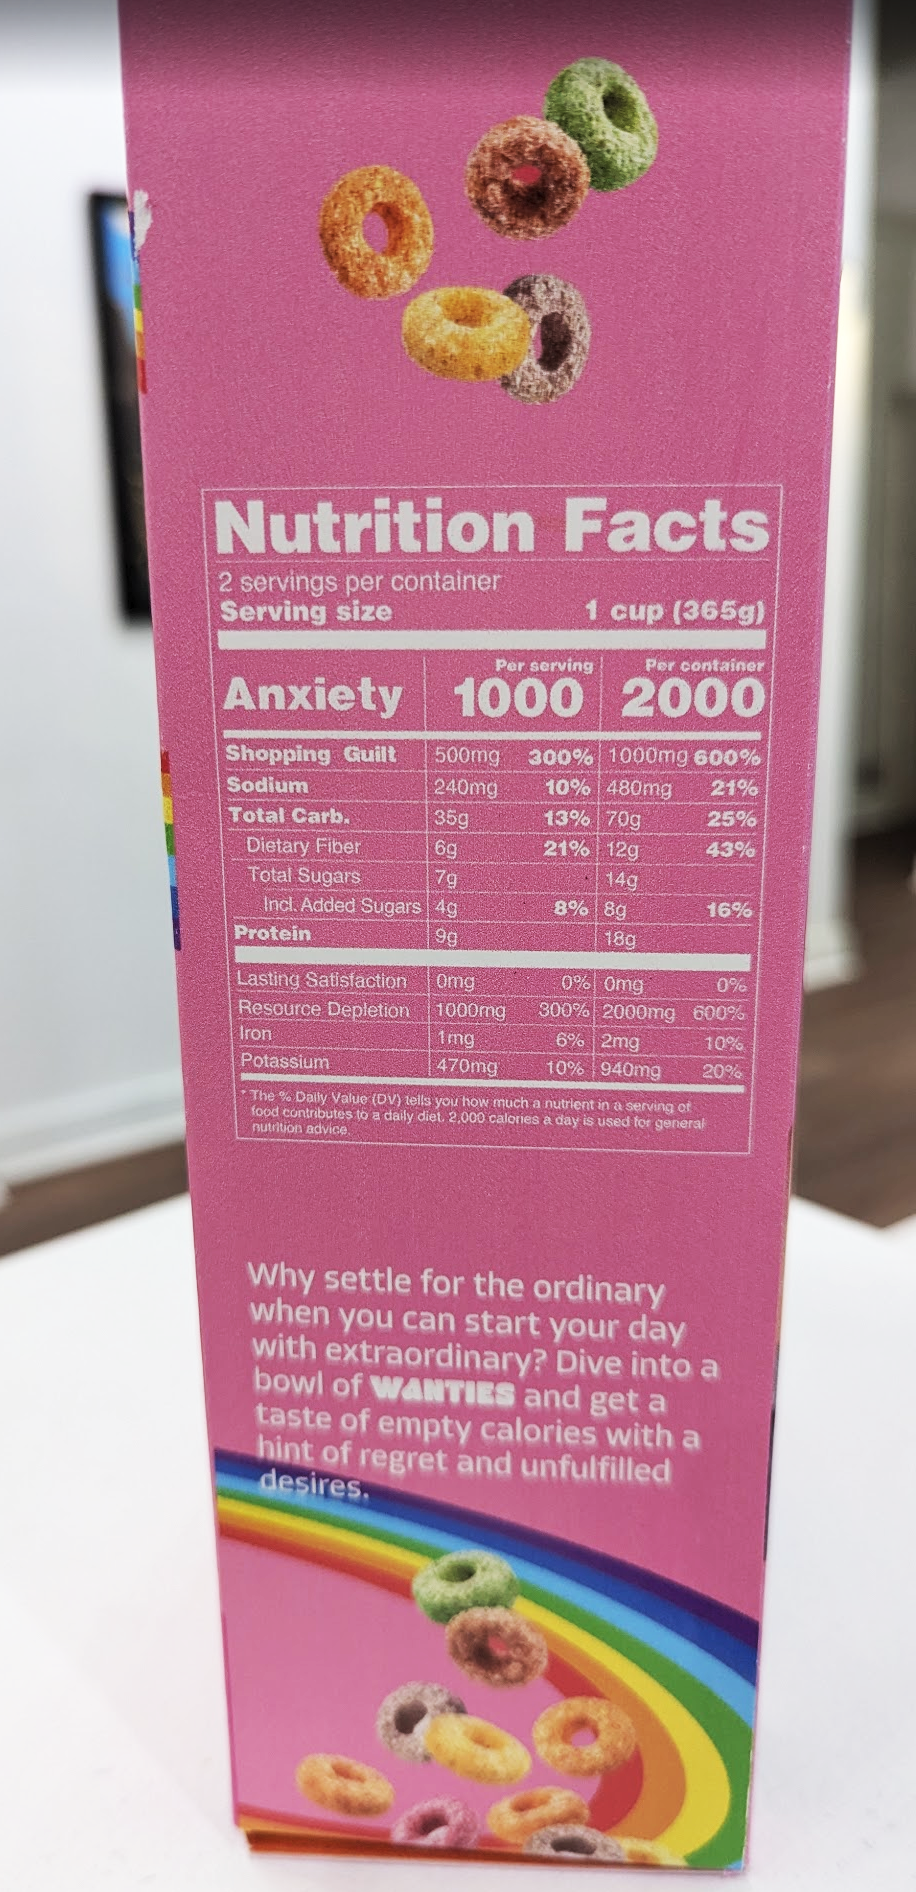 Nutrition Facts
2 servings per container
Serving size 1 cup (365g)
Per serving Per container
Anxiety 1000 2000
Shopping Guilt 500mg 300% 1000mg 600%
Sodium 240mg 10% 480mg 21%
Total Carb. 35g 13% 70g 25%
Dietary Fiber 6g 21% 12g 43%
Total Sugars 7g 14g
Incl. Added Sugars 4g 8% 8g 16%
Protein 9g 18g
Lasting Satisfaction 0mg 0% 0mg 0%
Resource Depletion 1000mg 300% 2000mg 600%
Iron 1mg 6% 2mg 10%
Potassium 470mg 10% 940mg 20%
* The % Daily Value (DV) tells you how much a nutrient in a serving of
food contributes to a daily diet. 2,000 calories a day is used for general
nutrition advice.
Why settle for the ordinary
when you can start your day
with extraordinary? Dive into a
bowl of WANTIES and get a
taste of empty calories with a
hint of regret and unfulfilled
desires.